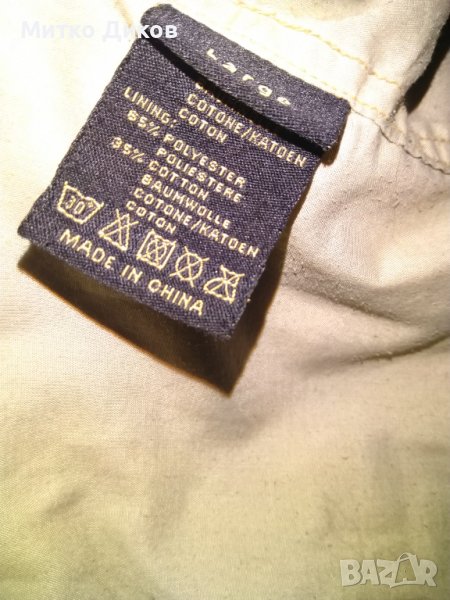 Митко Диков
Large
COTONE/KATOEN
COTON
LINING:
65% POLYESTER
POLIESTERE
35% COTTON
BAUMWOLLE
COTONE/KATOEN
COTON
30°
MADE IN CHINA
BAZAR